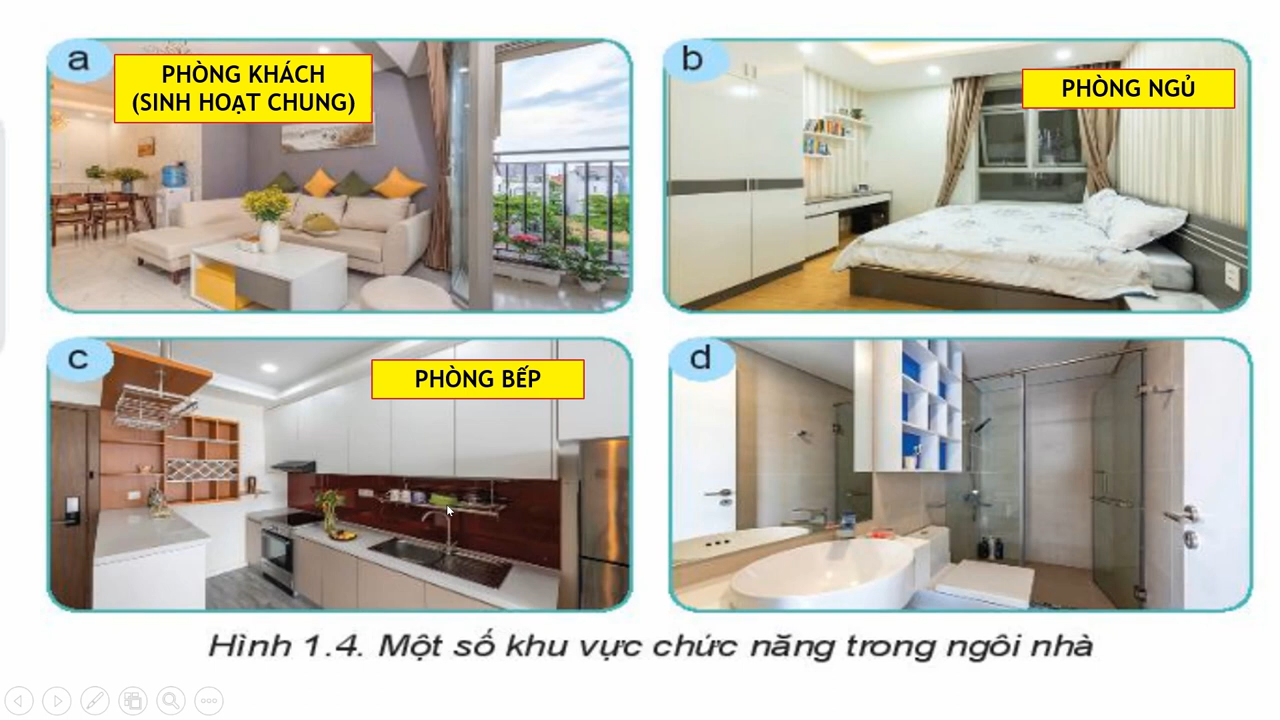 a
PHÒNG KHÁCH
(SINH HOẠT CHUNG)
b
PHÒNG NGỦ
c
PHÒNG BẾP
d
Hình 1.4. Một số khu vực chức năng trong ngôi nhà